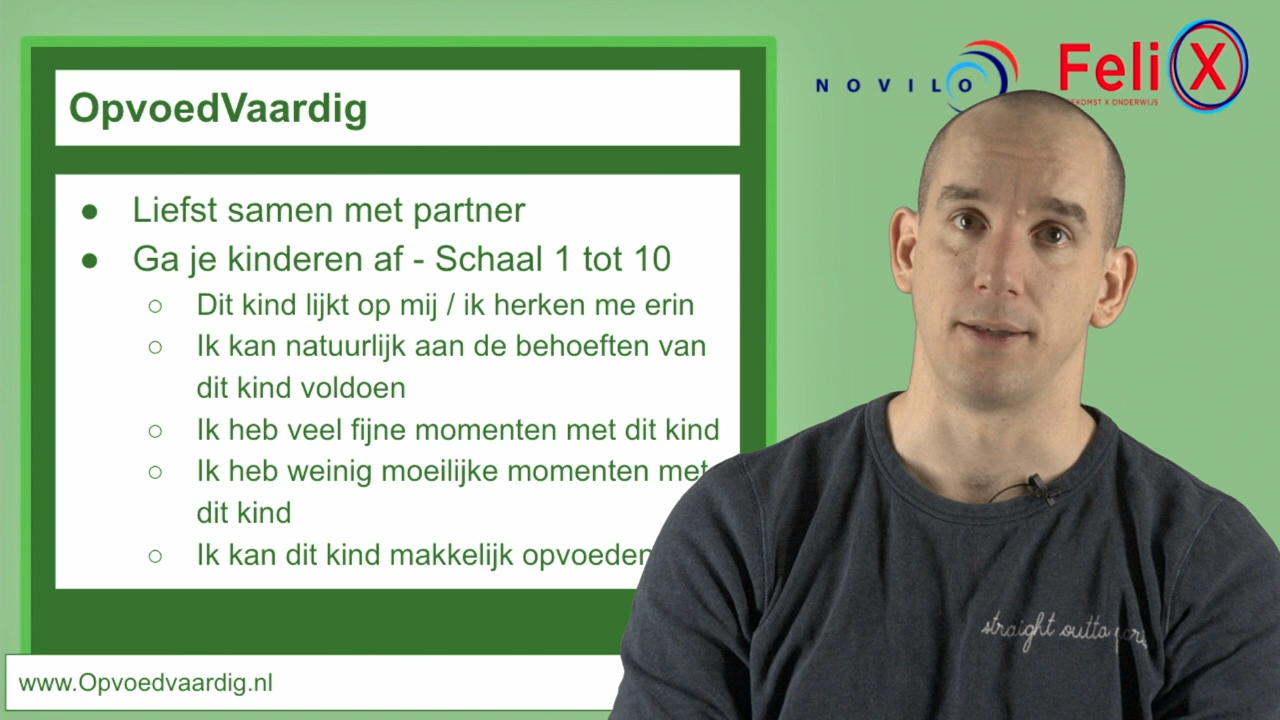 OpvoedVaardig
● Liefst samen met partner
● Ga je kinderen af - Schaal 1 tot 10
○ Dit kind lijkt op mij / ik herken me erin
○ Ik kan natuurlijk aan de behoeften van
dit kind voldoen
○ Ik heb veel fijne momenten met dit kind
○ Ik heb weinig moeilijke momenten met
dit kind
○ Ik kan dit kind makkelijk opvoeden
www.Opvoedvaardig.nl
NOVILO
FeliX
X ONDERWIJS
straight outta